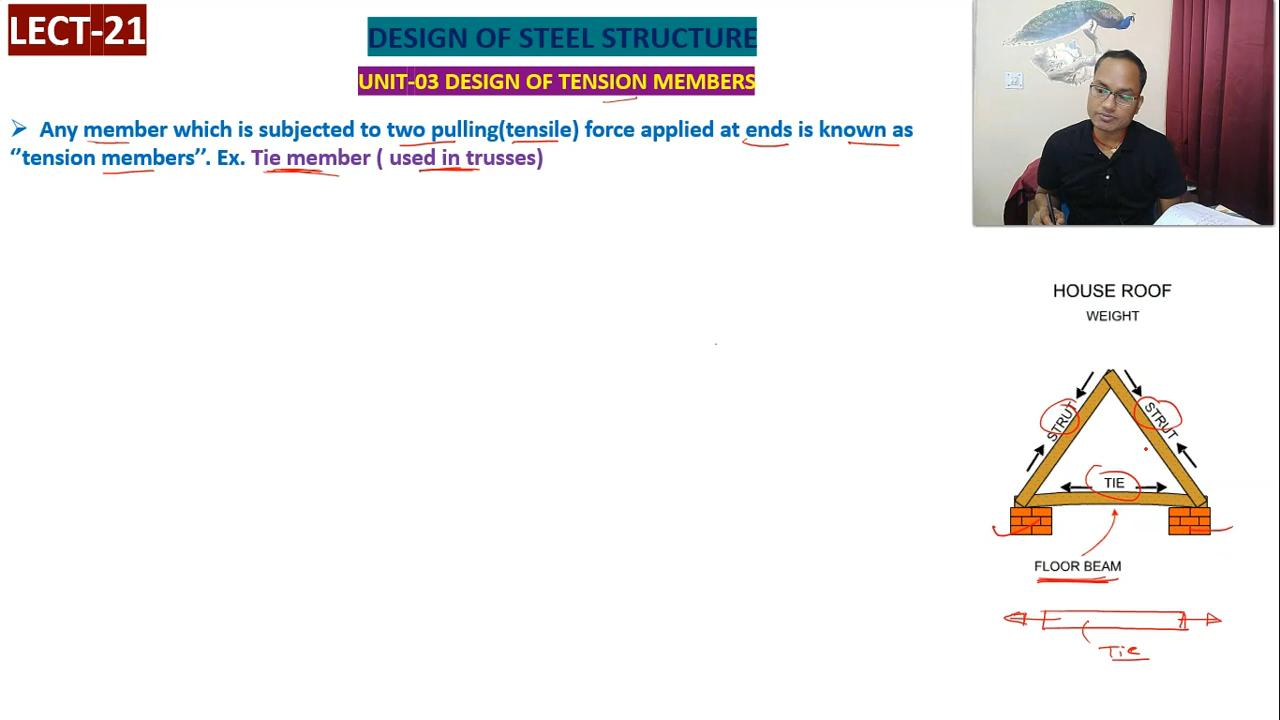 LECT-21
DESIGN OF STEEL STRUCTURE
UNIT-03 DESIGN OF TENSION MEMBERS
➢ Any member which is subjected to two pulling(tensile) force applied at ends is known as
‘’tension members’’. Ex. Tie member ( used in trusses)
HOUSE ROOF
WEIGHT
STRUT
STRUT
TIE
FLOOR BEAM
Tie